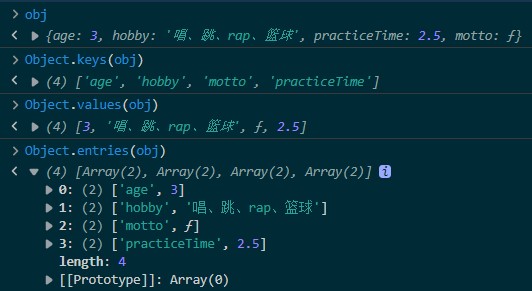 > obj
< ▶ {age: 3, hobby: '唱、跳、rap、篮球', practiceTime: 2.5, motto: ƒ}
> Object.keys(obj)
< ▶ (4) ['age', 'hobby', 'motto', 'practiceTime']
> Object.values(obj)
< ▶ (4) [3, '唱、跳、rap、篮球', ƒ, 2.5]
> Object.entries(obj)
< ▼ (4) [Array(2), Array(2), Array(2), Array(2)] i
▶ 0: (2) ['age', 3]
▶ 1: (2) ['hobby', '唱、跳、rap、篮球']
▶ 2: (2) ['motto', ƒ]
▶ 3: (2) ['practiceTime', 2.5]
length: 4
▶ [[Prototype]]: Array(0)